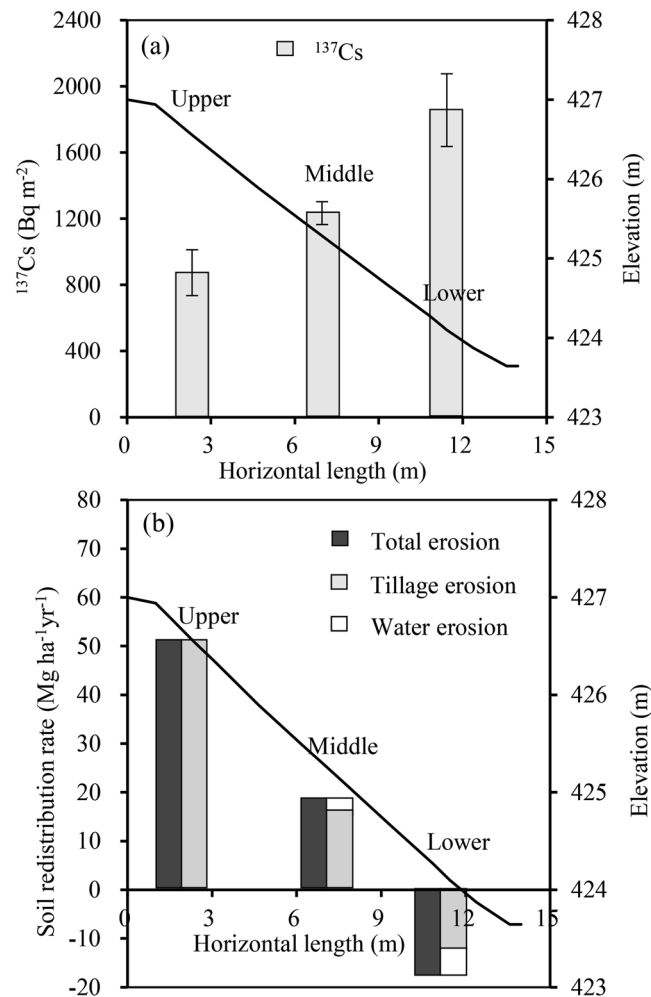 2400
2000
1600
1200
800
400
0
¹³⁷Cs (Bq m⁻²)
(a)
¹³⁷Cs
Upper
Middle
Lower
428
427
426
425
424
423
Elevation (m)
0 3 6 9 12 15
Horizontal length (m)
80
70
60
50
40
30
20
10
0
-10
-20
Soil redistribution rate (Mg ha⁻¹yr⁻¹)
(b)
Total erosion
Tillage erosion
Water erosion
Upper
Middle
Lower
428
427
426
425
424
423
Elevation (m)
0 3 6 9 12 15
Horizontal length (m)